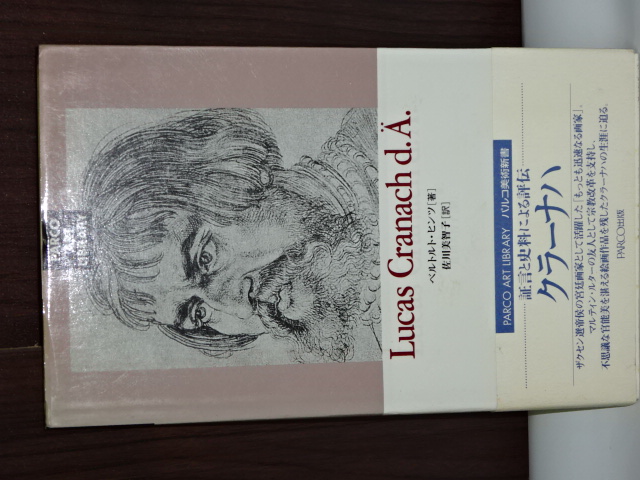 PARCO
PARCO
ART
LIBRARY
Lucas Cranach d.Ä.
ベルトルト・ヒンツ[著]
佐川美智子[訳]
PARCO ART LIBRARY パルコ美術新書
証言と史料による評伝
クラーナハ
ザクセン選帝侯の宮廷画家として活躍した「もっとも迅速なる画家」、
マルティン・ルターの友人として宗教改革を支持し、
不思議な官能美を湛える絵画作品を残したクラーナハの生涯に迫る。
PARCO出版